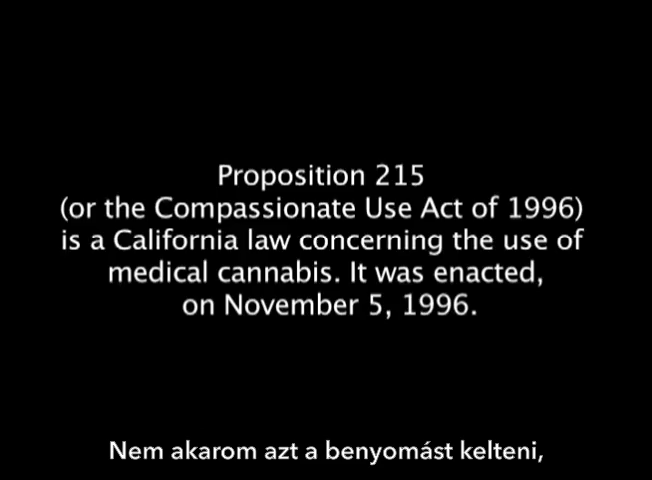 Proposition 215
(or the Compassionate Use Act of 1996)
is a California law concerning the use of
medical cannabis. It was enacted,
on November 5, 1996.
Nem akarom azt a benyomást kelteni,